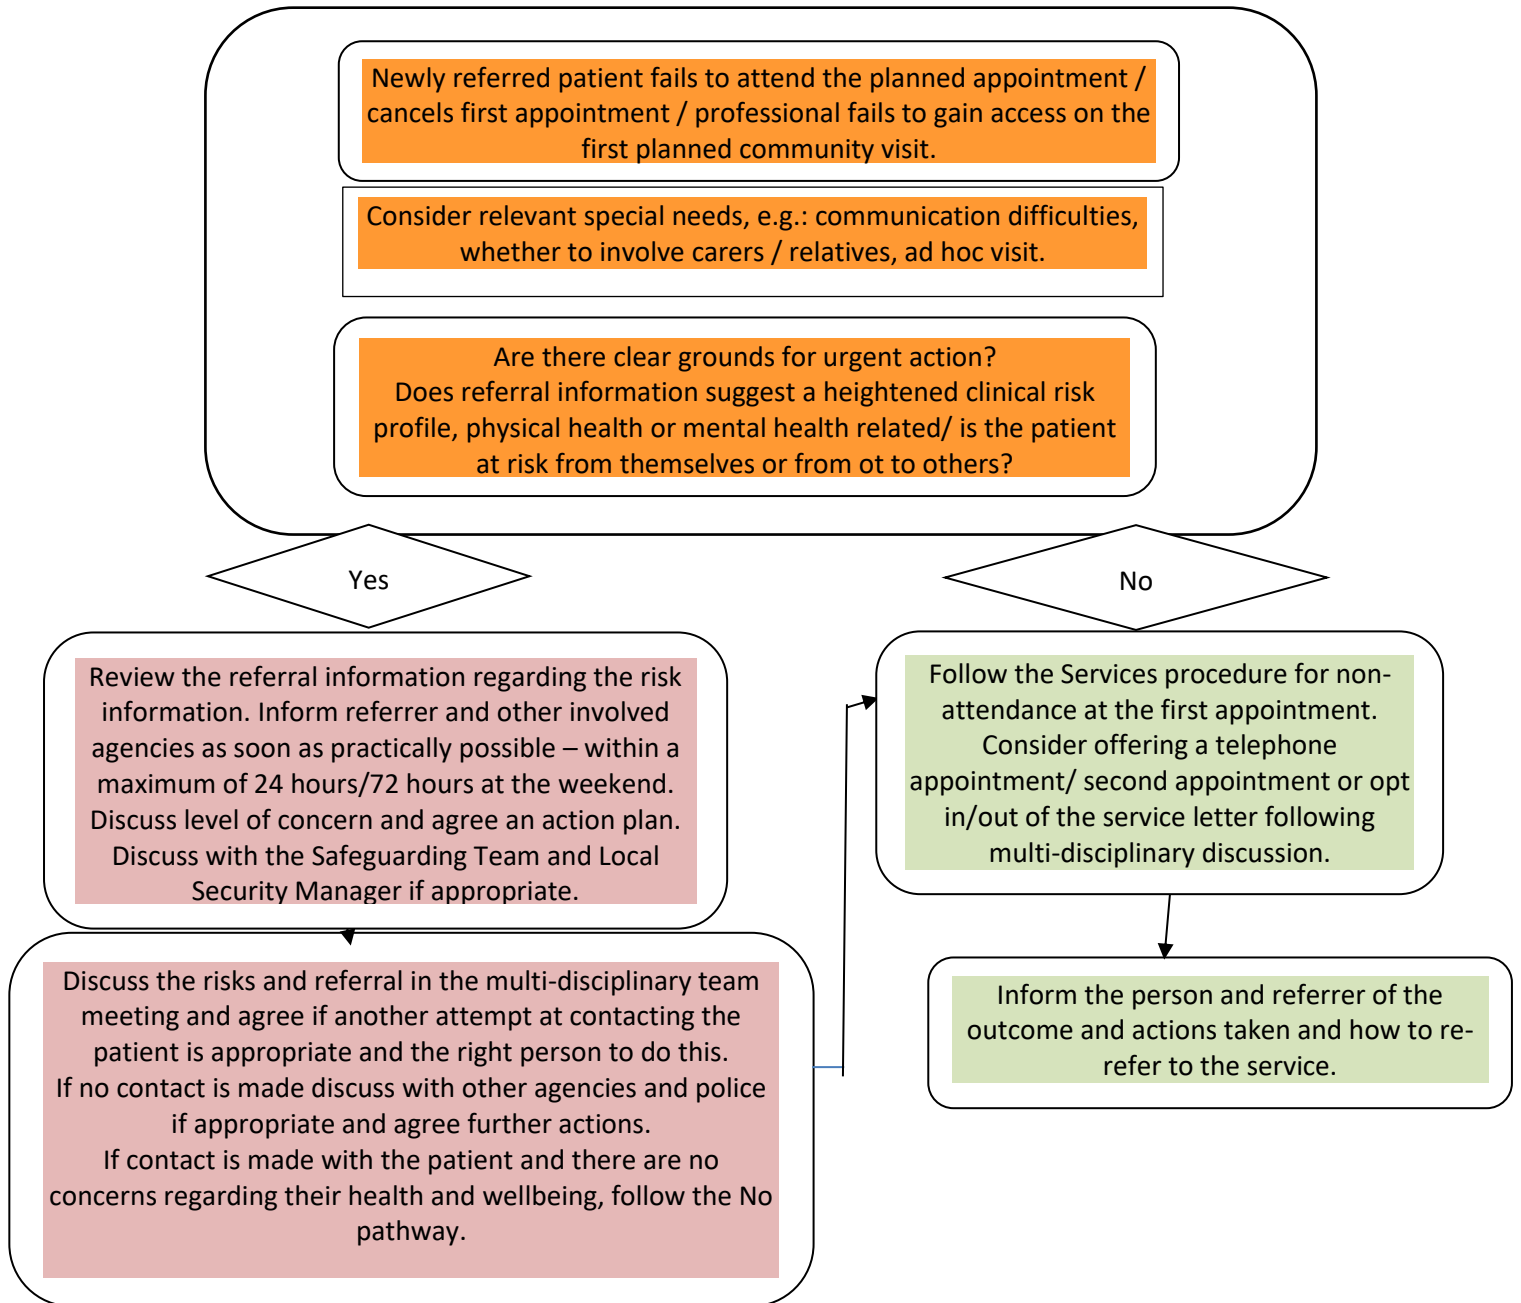 Newly referred patient fails to attend the planned appointment /
cancels first appointment / professional fails to gain access on the
first planned community visit.
Consider relevant special needs, e.g.: communication difficulties,
whether to involve carers / relatives, ad hoc visit.
Are there clear grounds for urgent action?
Does referral information suggest a heightened clinical risk
profile, physical health or mental health related/ is the patient
at risk from themselves or from ot to others?
Yes
No
Review the referral information regarding the risk
information. Inform referrer and other involved
agencies as soon as practically possible – within a
maximum of 24 hours/72 hours at the weekend.
Discuss level of concern and agree an action plan.
Discuss with the Safeguarding Team and Local
Security Manager if appropriate.
Discuss the risks and referral in the multi-disciplinary team
meeting and agree if another attempt at contacting the
patient is appropriate and the right person to do this.
If no contact is made discuss with other agencies and police
if appropriate and agree further actions.
If contact is made with the patient and there are no
concerns regarding their health and wellbeing, follow the No
pathway.
Follow the Services procedure for non-
attendance at the first appointment.
Consider offering a telephone
appointment/ second appointment or opt
in/out of the service letter following
multi-disciplinary discussion.
Inform the person and referrer of the
outcome and actions taken and how to re-
refer to the service.